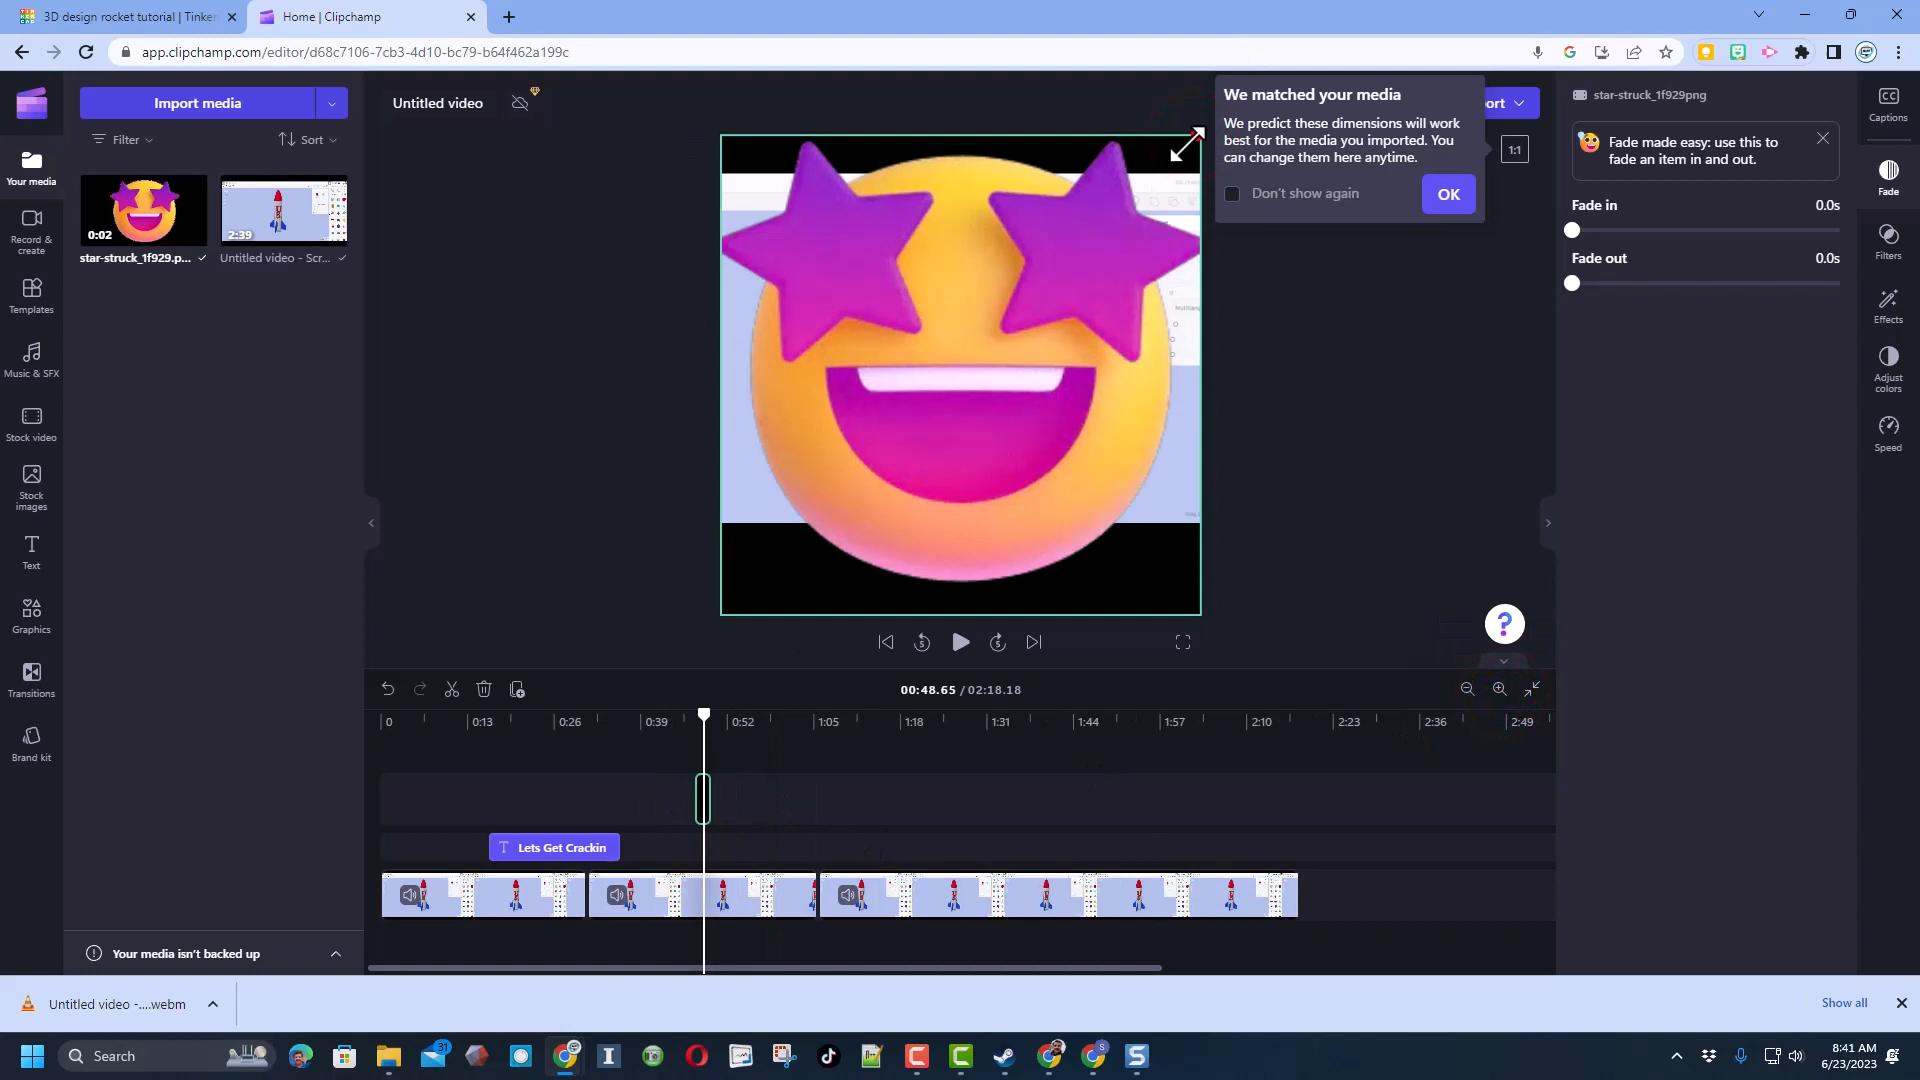 3D design rocket tutorial | Tinker
Home | Clipchamp
app.clipchamp.com/editor/d68c7106-7cb3-4d10-bc79-b64f462a199c
Import media
Filter
Sort
0:02
2:39
star-struck_1f929.p...
Untitled video - Scr...
Your media
Record &
create
Templates
Music & SFX
Stock video
Stock
images
Text
Graphics
Transitions
Brand kit
Your media isn't backed up
Untitled video
We matched your media
We predict these dimensions will work
best for the media you imported. You
can change them here anytime.
Don't show again
OK
ort
1:1
star-struck_1f929png
Fade made easy: use this to
fade an item in and out.
Fade in
0.0s
Fade out
0.0s
CC
Captions
Fade
Filters
Effects
Adjust
colors
Speed
5
5
?
00:48.65 / 02:18.18
0
0:13
0:26
0:39
0:52
1:05
1:18
1:31
1:44
1:57
2:10
2:23
2:36
2:49
T Lets Get Crackin
Untitled video -....webm
Show all
Search
31
8:41 AM
6/23/2023